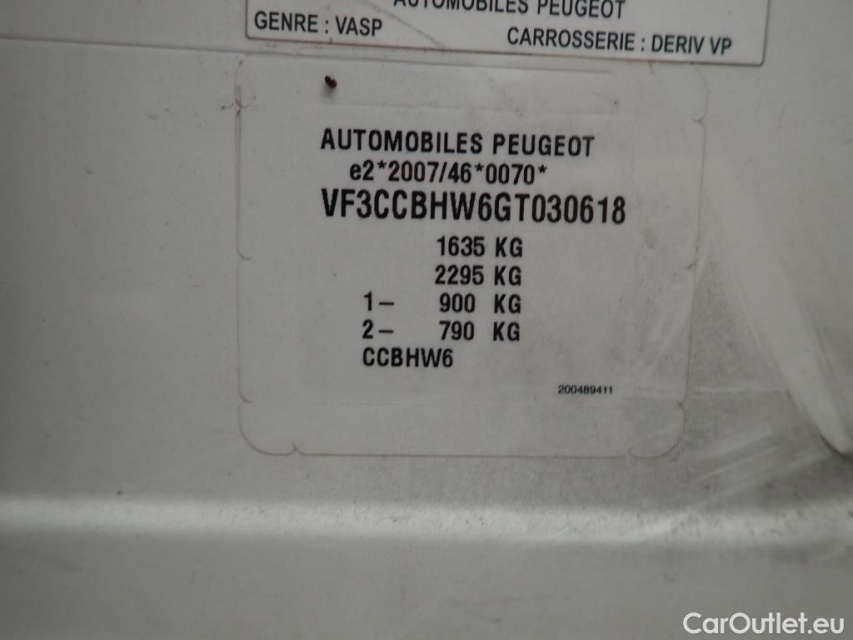 AUTOMOBILES PEUGEOT
GENRE : VASP
CARROSSERIE : DERIV VP
AUTOMOBILES PEUGEOT
e2*2007/46*0070*
VF3CCBHW6GT030618
1635 KG
2295 KG
1- 900 KG
2- 790 KG
CCBHW6
200489411
CarOutlet.eu